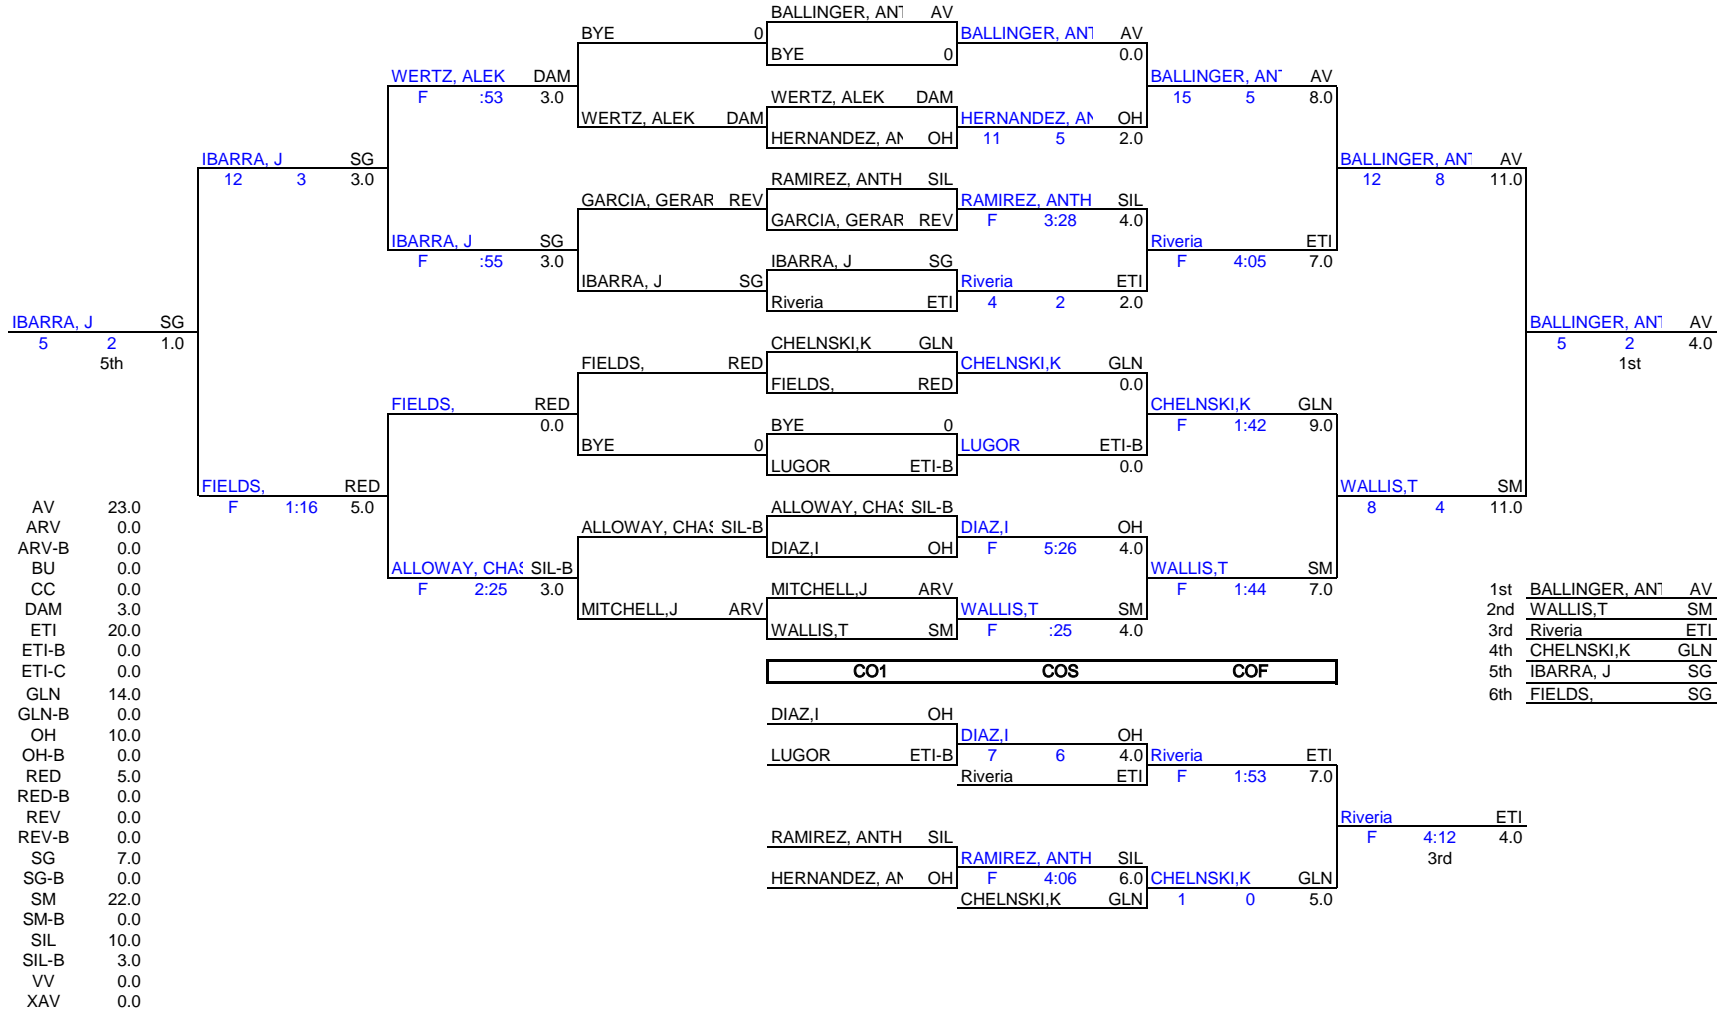 BALLINGER, ANT AV
BYE 0 BALLINGER, ANT AV
BYE 0 0.0
WERTZ, ALEK DAM BALLINGER, AN AV
F :53 3.0 WERTZ, ALEK DAM 15 5 8.0
WERTZ, ALEK DAM HERNANDEZ, AN OH
HERNANDEZ, AN OH 11 5 2.0
IBARRA, J SG BALLINGER, ANT AV
12 3 3.0 RAMIREZ, ANTH SIL 12 8 11.0
GARCIA, GERAR REV RAMIREZ, ANTH SIL
GARCIA, GERAR REV F 3:28 4.0
IBARRA, J SG Riveria ETI
F :55 3.0 IBARRA, J SG F 4:05 7.0
IBARRA, J SG Riveria ETI
Riveria ETI 4 2 2.0
IBARRA, J SG BALLINGER, ANT AV
5 2 1.0 CHELNSKI,K GLN 5 2 4.0
5th FIELDS, RED CHELNSKI,K GLN 1st
FIELDS, RED 0.0
FIELDS, RED CHELNSKI,K GLN
0.0 BYE 0 F 1:42 9.0
BYE 0 LUGOR ETI-B
LUGOR ETI-B 0.0
FIELDS, RED WALLIS,T SM
AV 23.0 F 1:16 5.0 ALLOWAY, CHAS SIL-B 8 4 11.0
ARV 0.0 ALLOWAY, CHAS SIL-B DIAZ,I OH
ARV-B 0.0 DIAZ,I OH F 5:26 4.0
BU 0.0 ALLOWAY, CHAS SIL-B WALLIS,T SM
CC 0.0 F 2:25 3.0 MITCHELL,J ARV F 1:44 7.0 1st BALLINGER, ANT AV
DAM 3.0 MITCHELL,J ARV WALLIS,T SM 2nd WALLIS,T SM
ETI 20.0 WALLIS,T SM F :25 4.0 3rd Riveria ETI
ETI-B 0.0 4th CHELNSKI,K GLN
ETI-C 0.0 CO1 COS COF 5th IBARRA, J SG
GLN 14.0 6th FIELDS, SG
GLN-B 0.0 DIAZ,I OH
OH 10.0 DIAZ,I OH
OH-B 0.0 LUGOR ETI-B 7 6 4.0 Riveria ETI
RED 5.0 Riveria ETI F 1:53 7.0
RED-B 0.0
REV 0.0 Riveria ETI
REV-B 0.0 RAMIREZ, ANTH SIL F 4:12 4.0
SG 7.0 RAMIREZ, ANTH SIL 3rd
SG-B 0.0 HERNANDEZ, AN OH F 4:06 6.0 CHELNSKI,K GLN
SM 22.0 CHELNSKI,K GLN 1 0 5.0
SM-B 0.0
SIL 10.0
SIL-B 3.0
VV 0.0
XAV 0.0